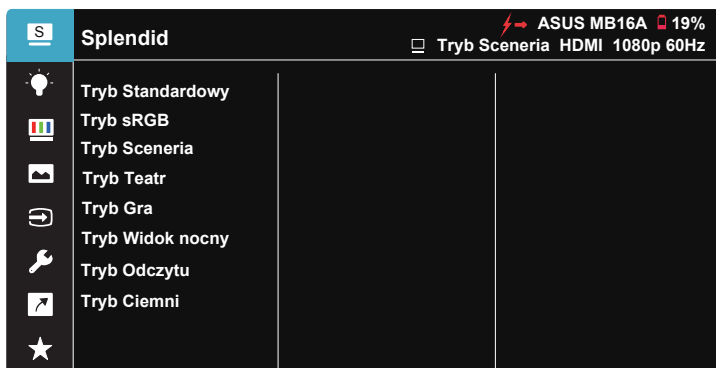 S
Splendid
ASUS MB16A 19%
Tryb Sceneria HDMI 1080p 60Hz
Tryb Standardowy
Tryb sRGB
Tryb Sceneria
Tryb Teatr
Tryb Gra
Tryb Widok nocny
Tryb Odczytu
Tryb Ciemni